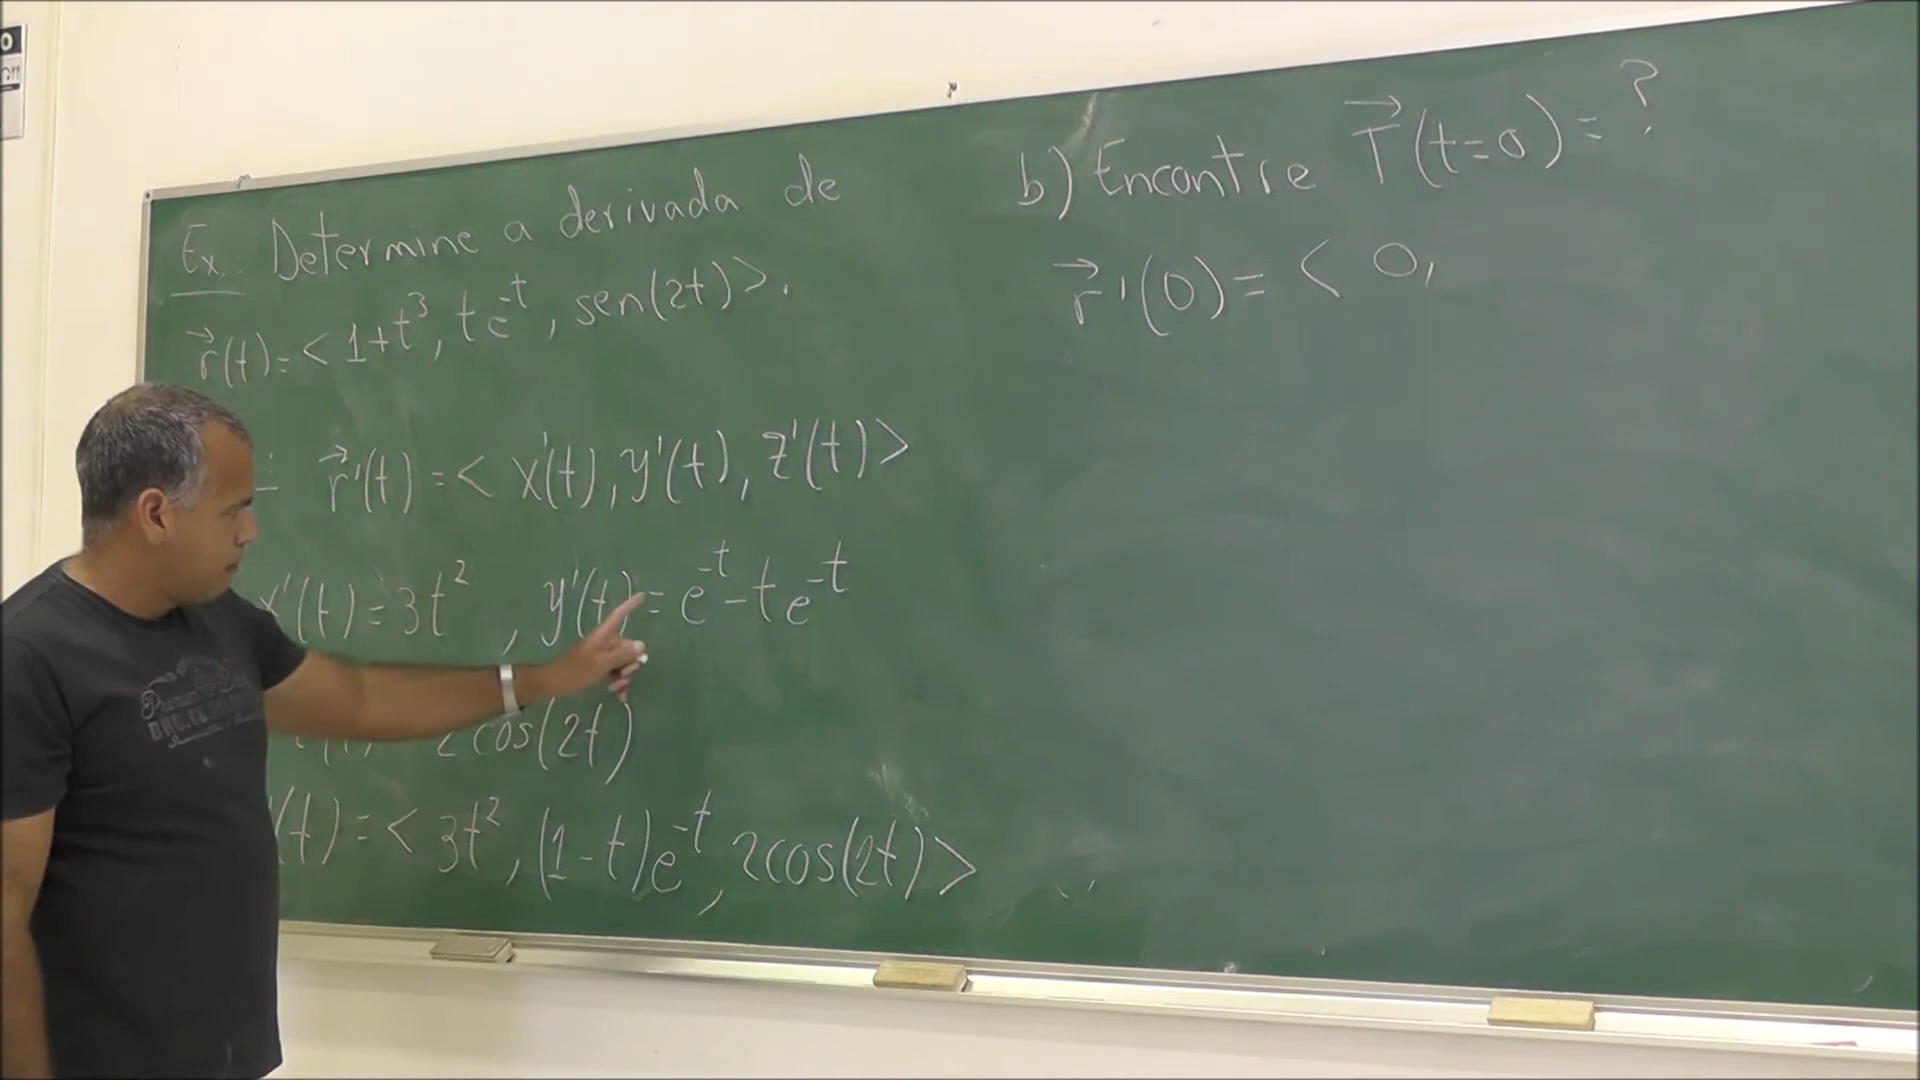 Ex.: Determine a derivada de
r⃗(t)=<1+t³, te⁻ᵗ, sen(2t)>.
r⃗'(t)=<x'(t), y'(t), z'(t)>
x'(t)=3t², y'(t)=e⁻ᵗ-te⁻ᵗ
2cos(2t)
'(t)=<3t², (1-t)e⁻ᵗ, 2cos(2t)>
b) Encontre T⃗(t=0)=?
r⃗'(0)=<0,